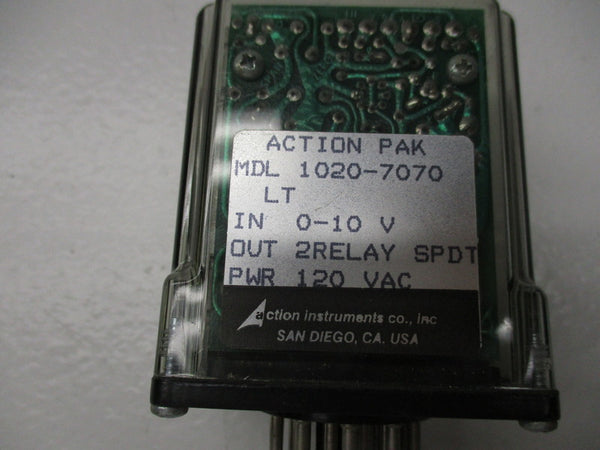 ACTION PAK
MDL 1020-7070
LT
IN 0-10 V
OUT 2RELAY SPDT
PWR 120 VAC
action instruments co., inc
SAN DIEGO, CA. USA